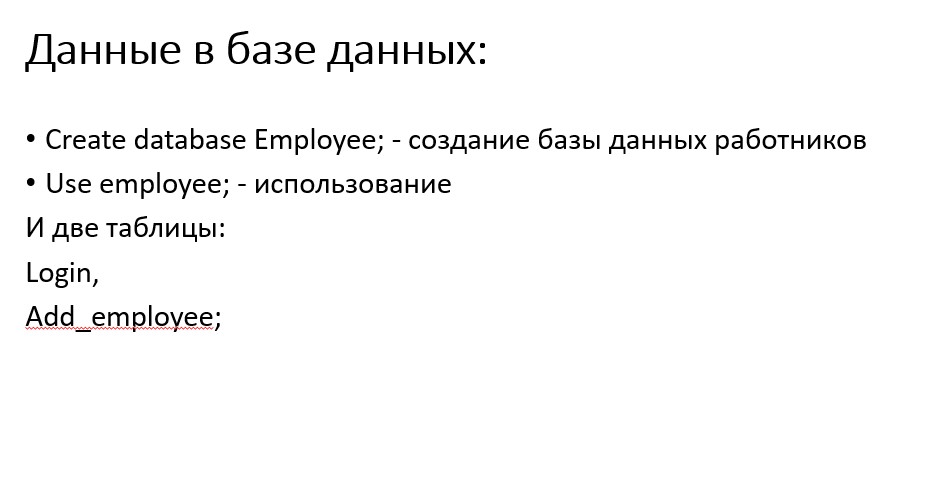 Данные в базе данных:
• Create database Employee; - создание базы данных работников
• Use employee; - использование
И две таблицы:
Login,
Add_employee;